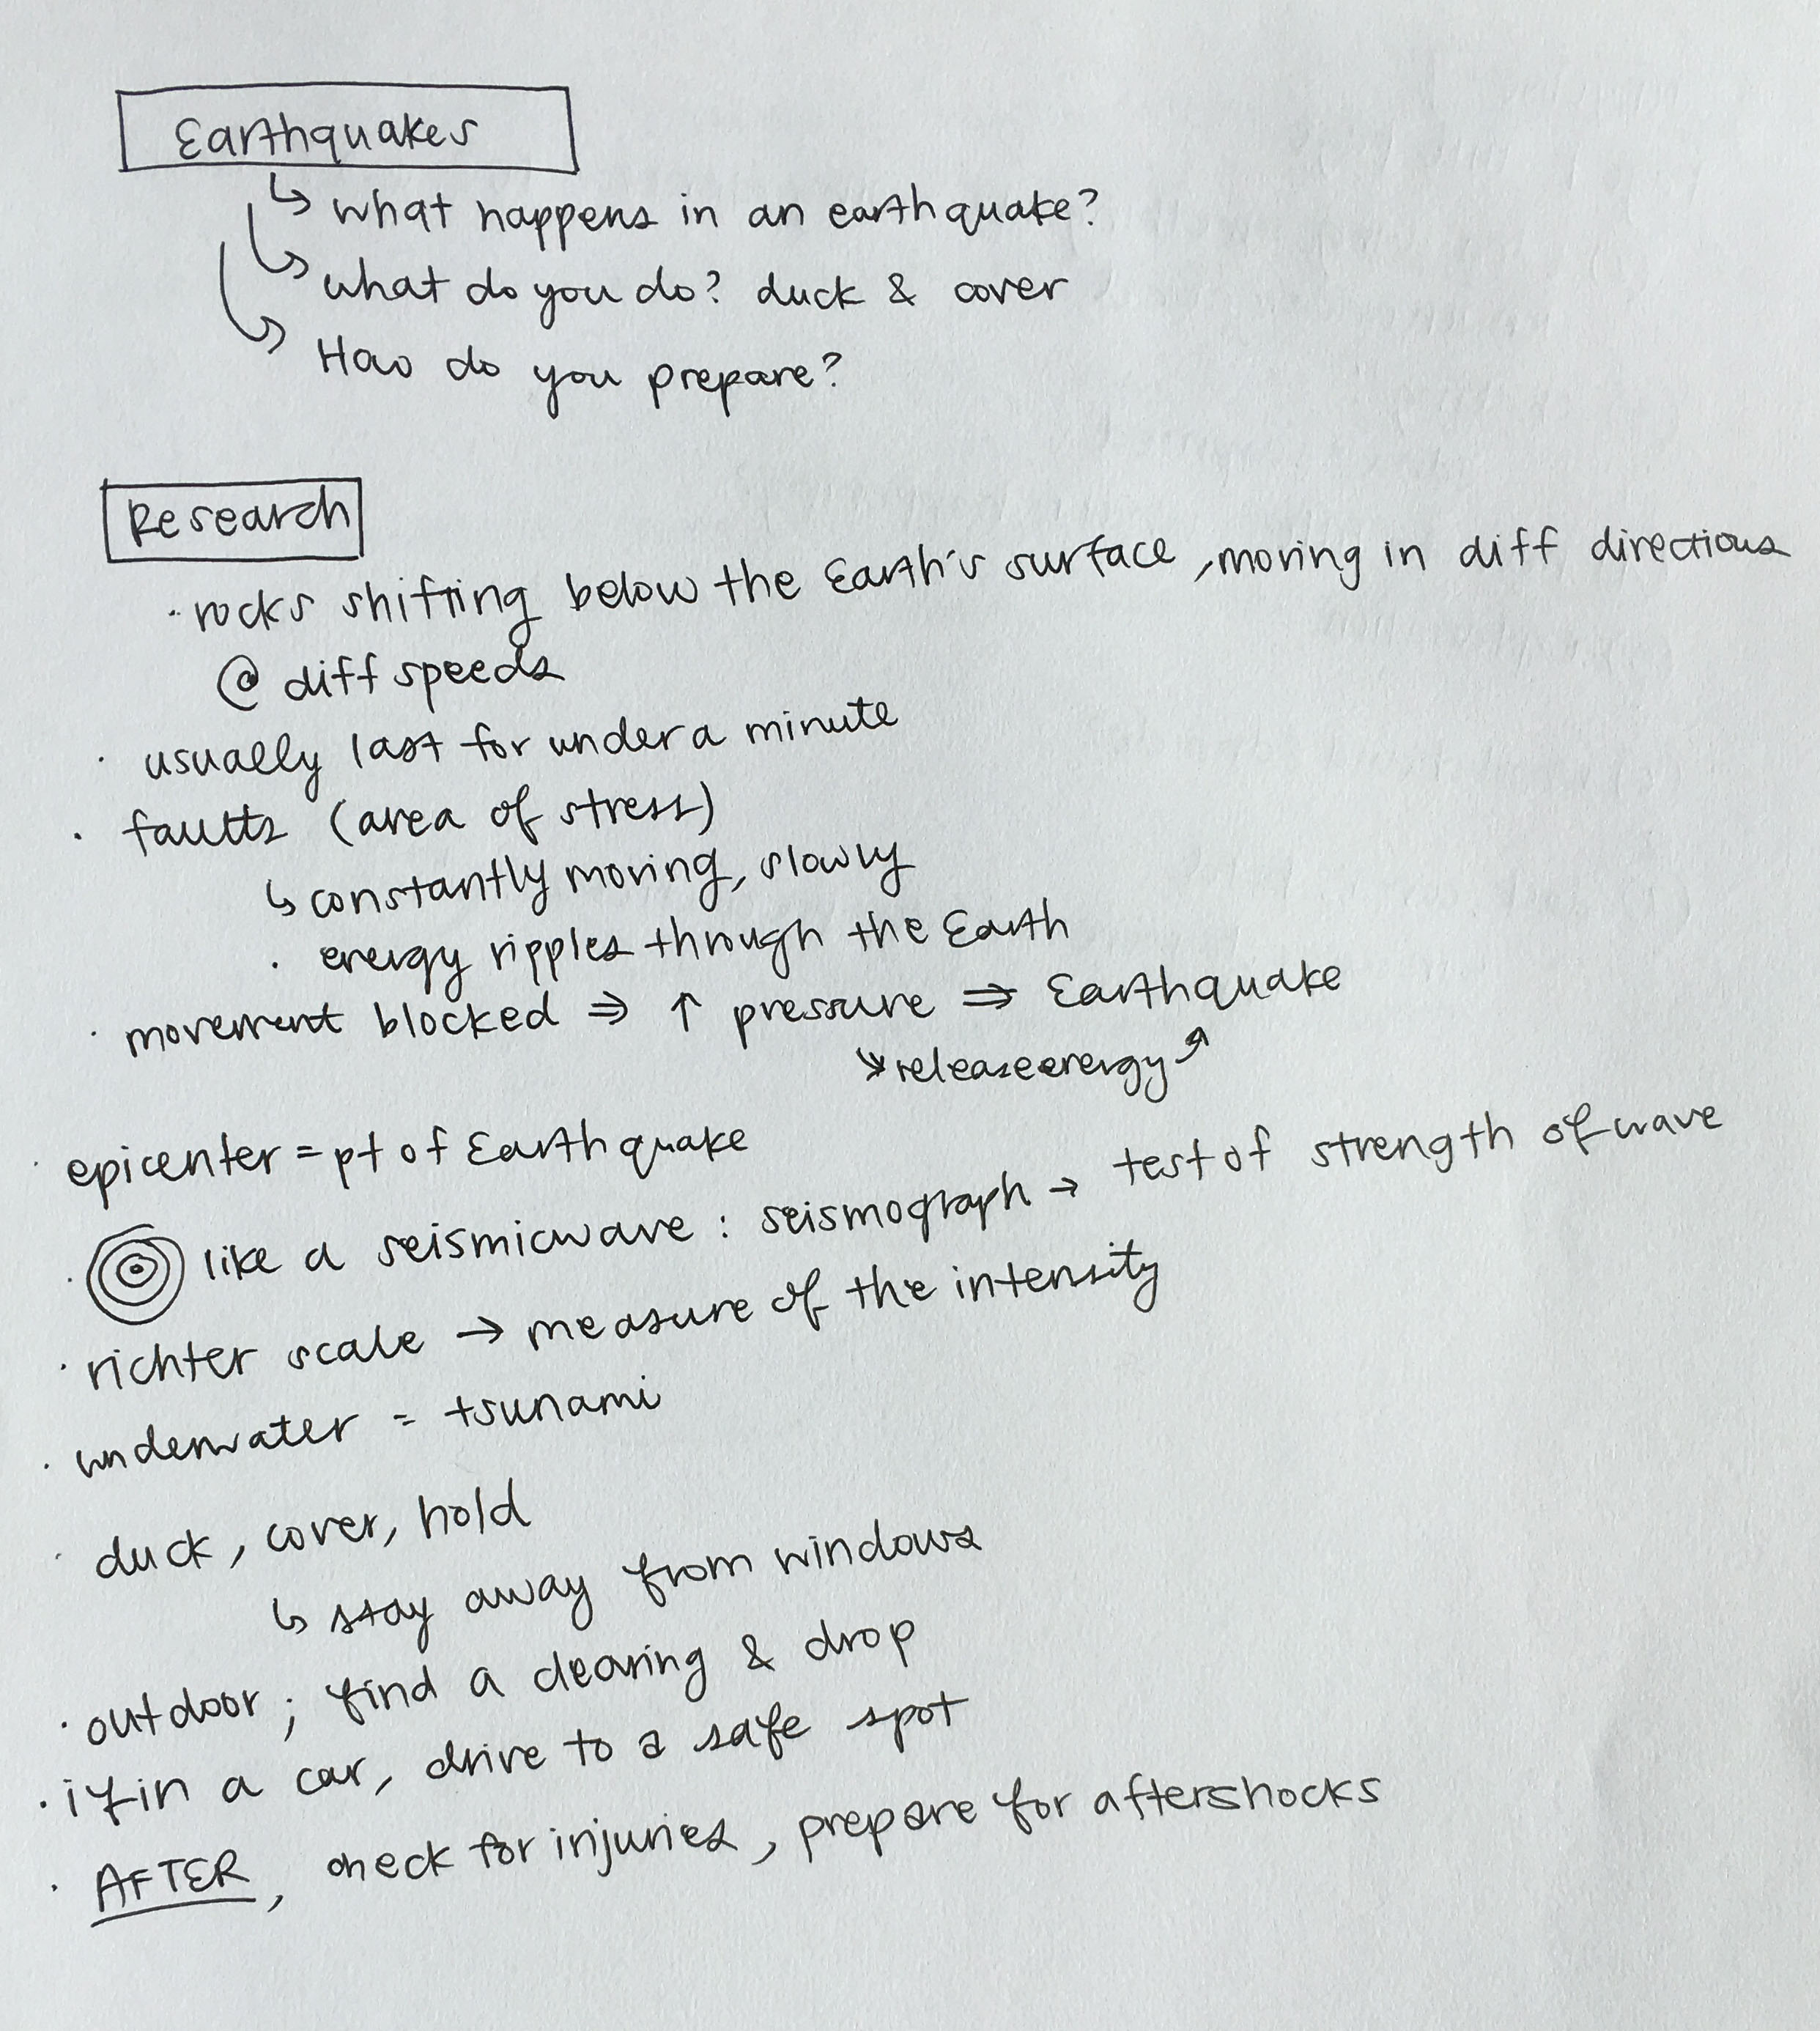 Earthquakes
↳ what happens in an earthquake?
↳ what do you do? duck & cover
↳ How do you prepare?
Research
· rocks shifting below the Earth's surface, moving in diff directions
@ diff speeds
· usually last for under a minute
· faults (area of stress)
↳ constantly moving, slowly
· energy ripples through the Earth
· movement blocked ⇒ ↑ pressure ⇒ Earthquake
↘ release energy ↗
· epicenter = pt of Earthquake
· like a seismic wave : seismograph → test of strength of wave
· richter scale → measure of the intensity
· underwater = tsunami
· duck, cover, hold
↳ stay away from windows
· outdoor; find a clearing & drop
· if in a car, drive to a safe spot
· AFTER, check for injuries, prepare for aftershocks